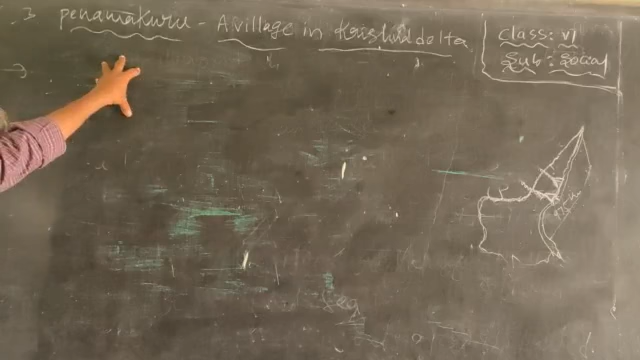 3 penamakuru - A village in Krishna delta
Class: VI
Sub: Social